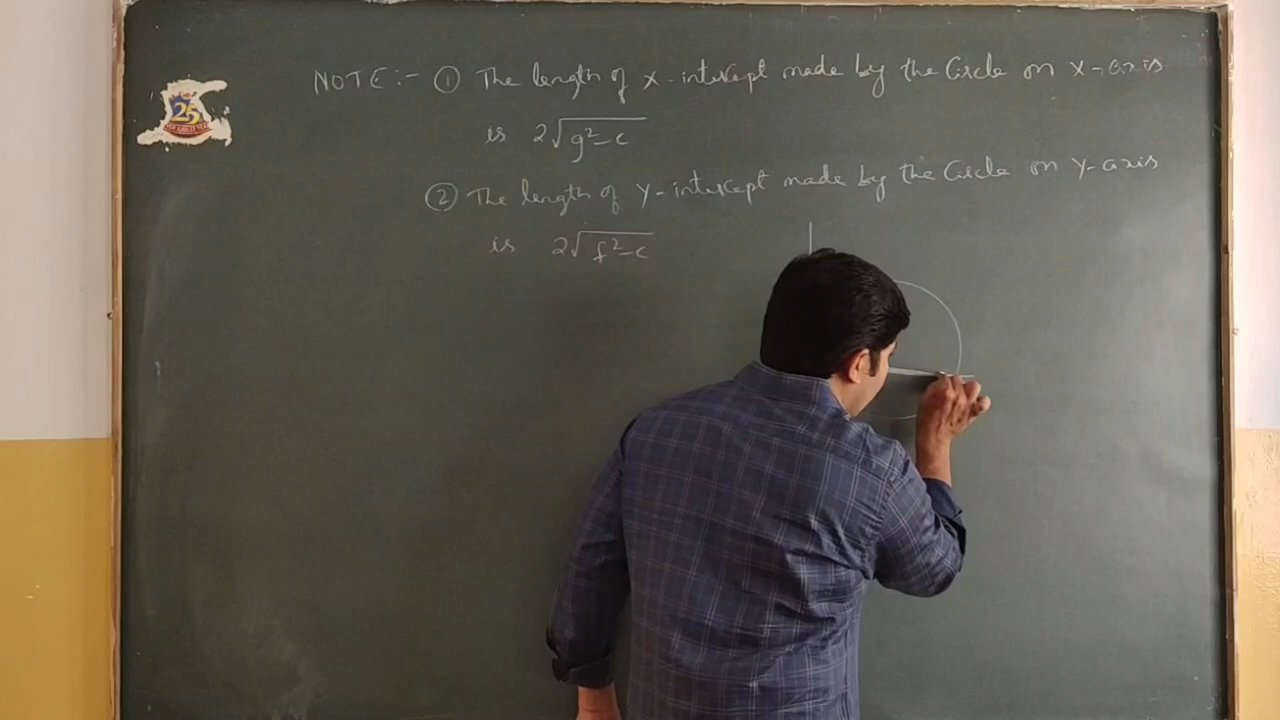 NOTE:- ① The length of X-intercept made by the Circle on X-axis
is 2√g²-c
② The length of Y-intercept made by the Circle on Y-axis
is 2√f²-c
25